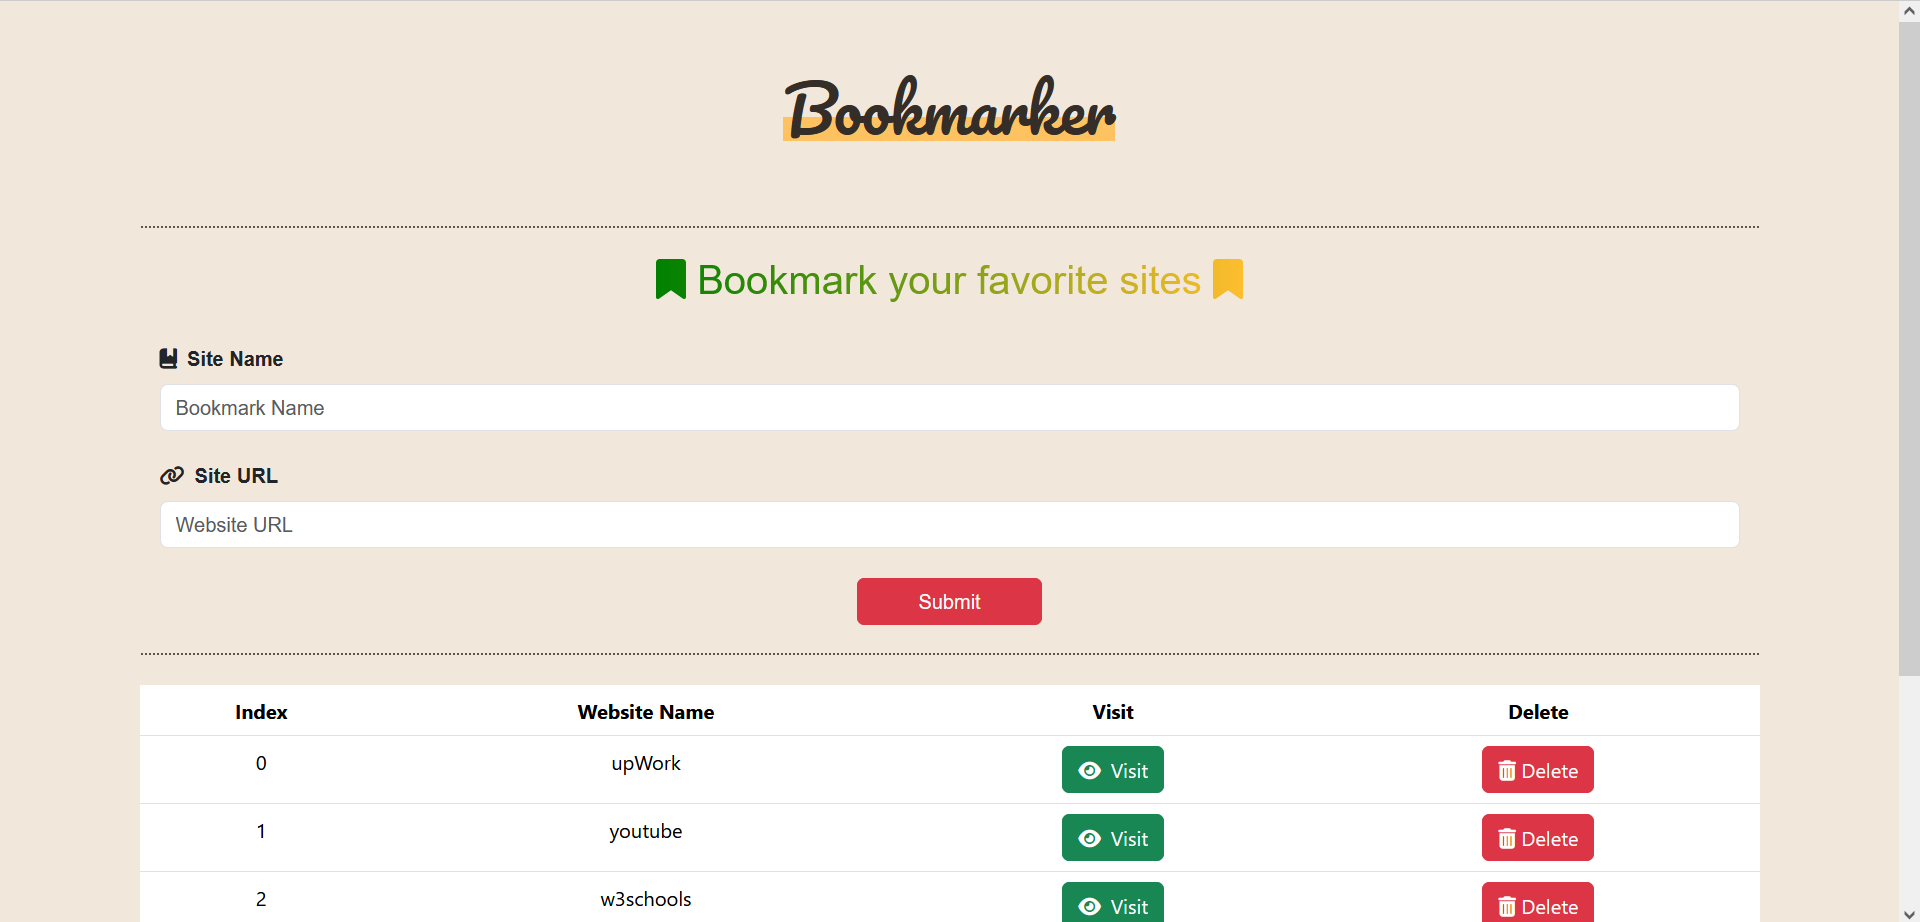 Bookmarker
Bookmark your favorite sites
Site Name
Bookmark Name
Site URL
Website URL
Submit
Index Website Name Visit Delete
0 upWork Visit Delete
1 youtube Visit Delete
2 w3schools Visit Delete